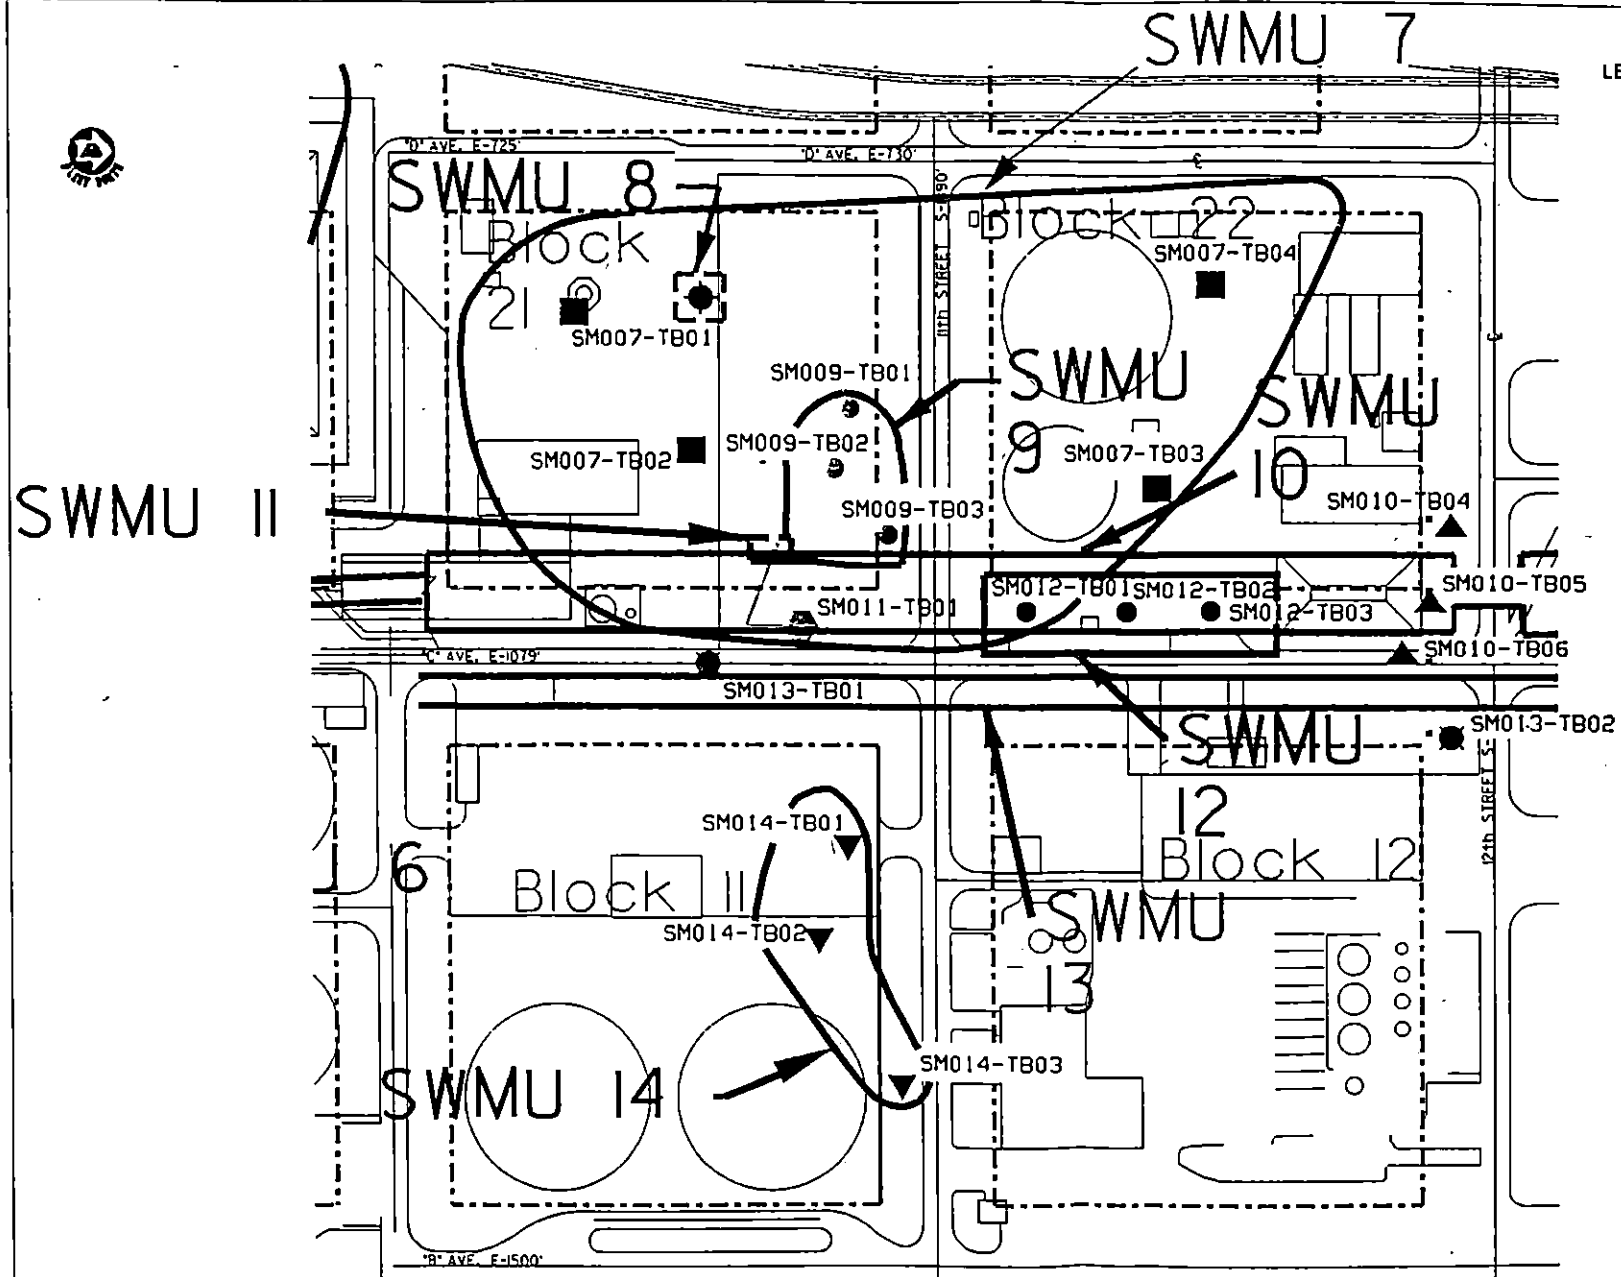 SWMU 7
LE
"D" AVE. E-725'
"D" AVE. E-730'
SWMU 8
Block 22
Block
21
SM007-TB04
SM007-TB01
11th STREET
SM009-TB01
SWMU
9
SWMU
10
SM009-TB02
SM007-TB02
SM007-TB03
SM010-TB04
SWMU 11
SM009-TB03
SM012-TB01
SM012-TB02
SM010-TB05
SM011-TB01
SM012-TB03
"C" AVE. E-1079'
SM010-TB06
SM013-TB01
SM013-TB02
SWMU
12
12th STREET S-
SM014-TB01
6
Block 11
Block 12
SM014-TB02
SWMU
13
SM014-TB03
SWMU 14
"B" AVE. E-1500'